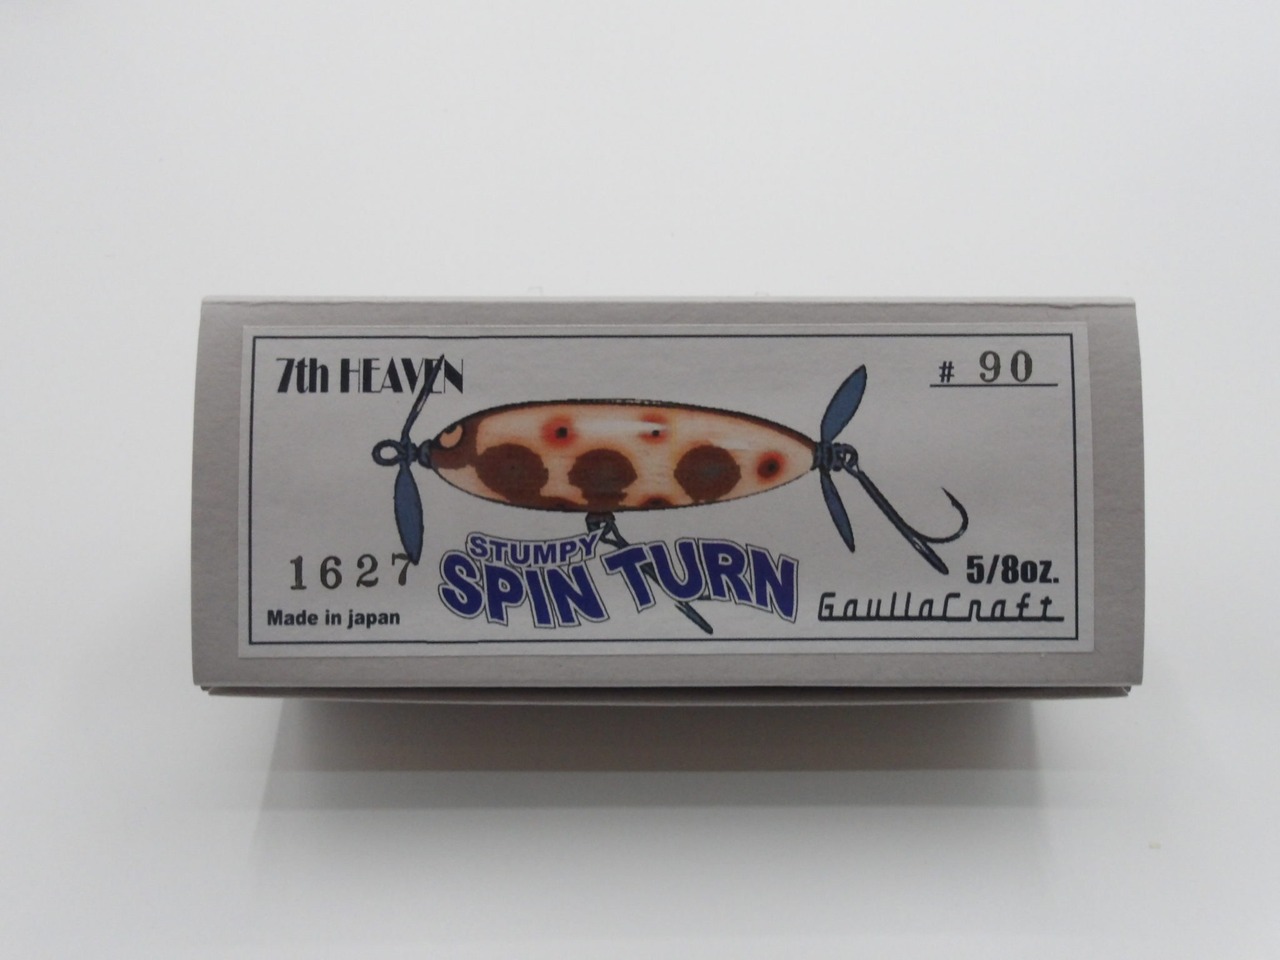 7th HEAVEN
# 90
1627
STUMPY
SPIN TURN
5/8oz.
Made in japan
GaullaCraft